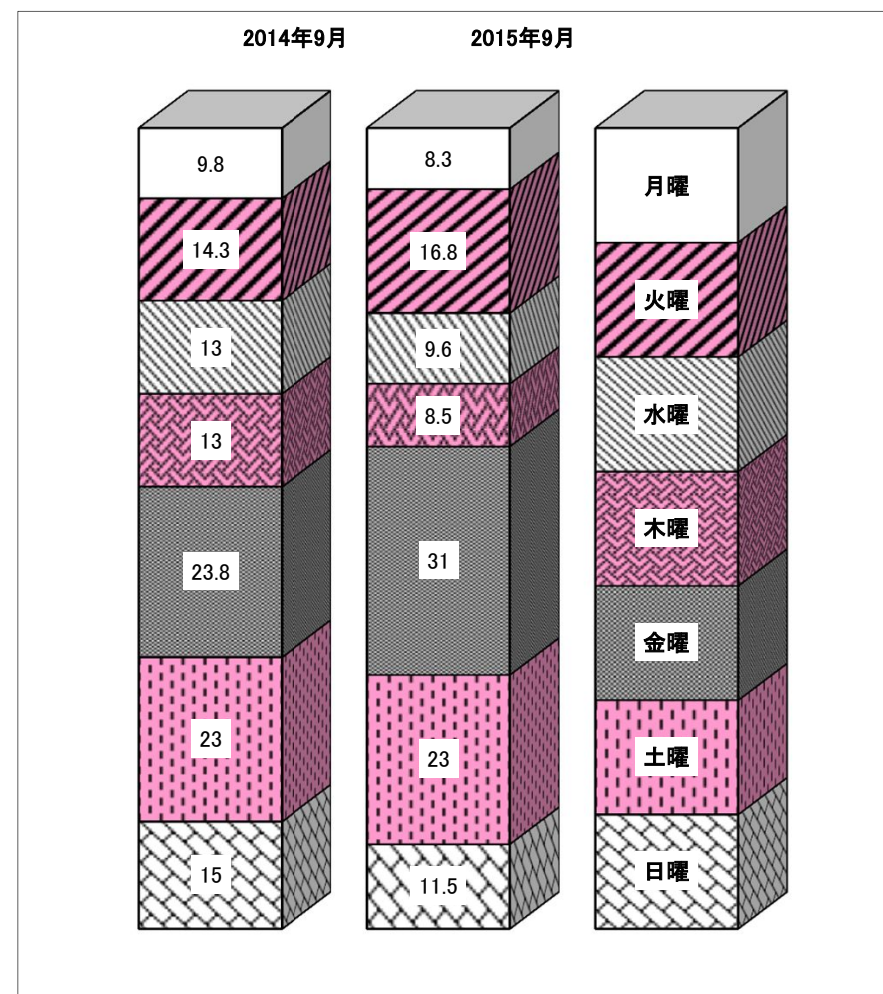 2014年9月 2015年9月
9.8 8.3 月曜
14.3 16.8 火曜
13 9.6 水曜
13 8.5 木曜
23.8 31 金曜
23 23 土曜
15 11.5 日曜